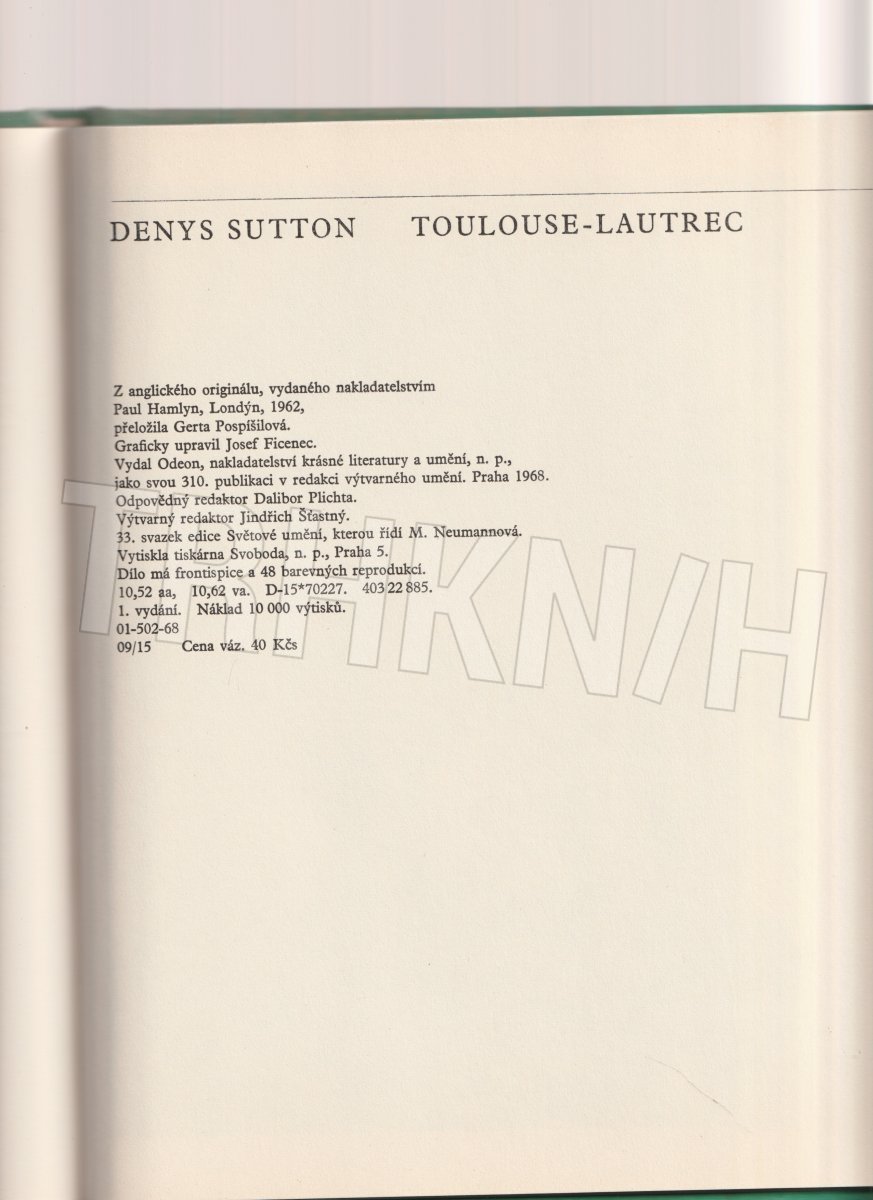 DENYS SUTTON TOULOUSE-LAUTREC
Z anglického originálu, vydaného nakladatelstvím
Paul Hamlyn, Londýn, 1962,
přeložila Gerta Pospíšilová.
Graficky upravil Josef Ficenec.
Vydal Odeon, nakladatelství krásné literatury a umění, n. p.,
jako svou 310. publikaci v redakci výtvarného umění. Praha 1968.
Odpovědný redaktor Dalibor Plichta.
Výtvarný redaktor Jindřich Šťastný.
33. svazek edice Světové umění, kterou řídí M. Neumannová.
Vytiskla tiskárna Svoboda, n. p., Praha 5.
Dílo má frontispice a 48 barevných reprodukcí.
10,52 aa, 10,62 va. D-15*70227. 403 22 885.
1. vydání. Náklad 10 000 výtisků.
01-502-68
09/15 Cena váz. 40 Kčs
TRHKN/H